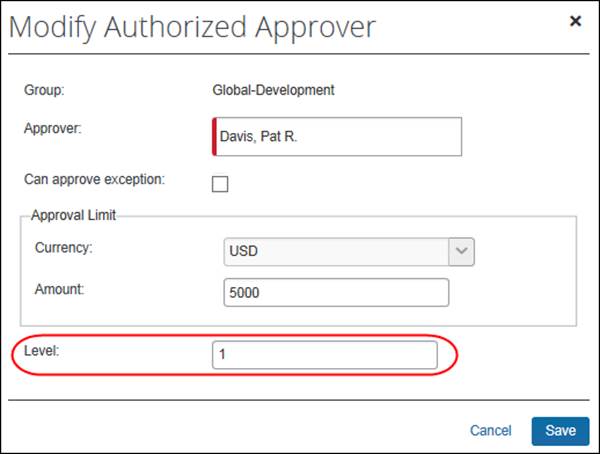 Modify Authorized Approver
Group: Global-Development
Approver: Davis, Pat R.
Can approve exception:
Approval Limit
Currency: USD
Amount: 5000
Level: 1
Cancel Save